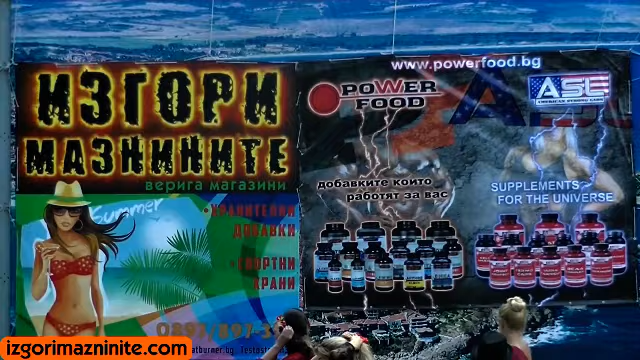 ИЗГОРИ
МАЗНИНИТЕ
верига магазини
Summer
•ХРАНИТЕЛНИ
ДОБАВКИ
•СПОРТНИ
ХРАНИ
www.powerfood.bg
POWER
FOOD
добавките които
работят за вас
ASL
AMERICAN STRONG LABS
SUPPLEMENTS
FOR THE UNIVERSE
izgorimazninite.com